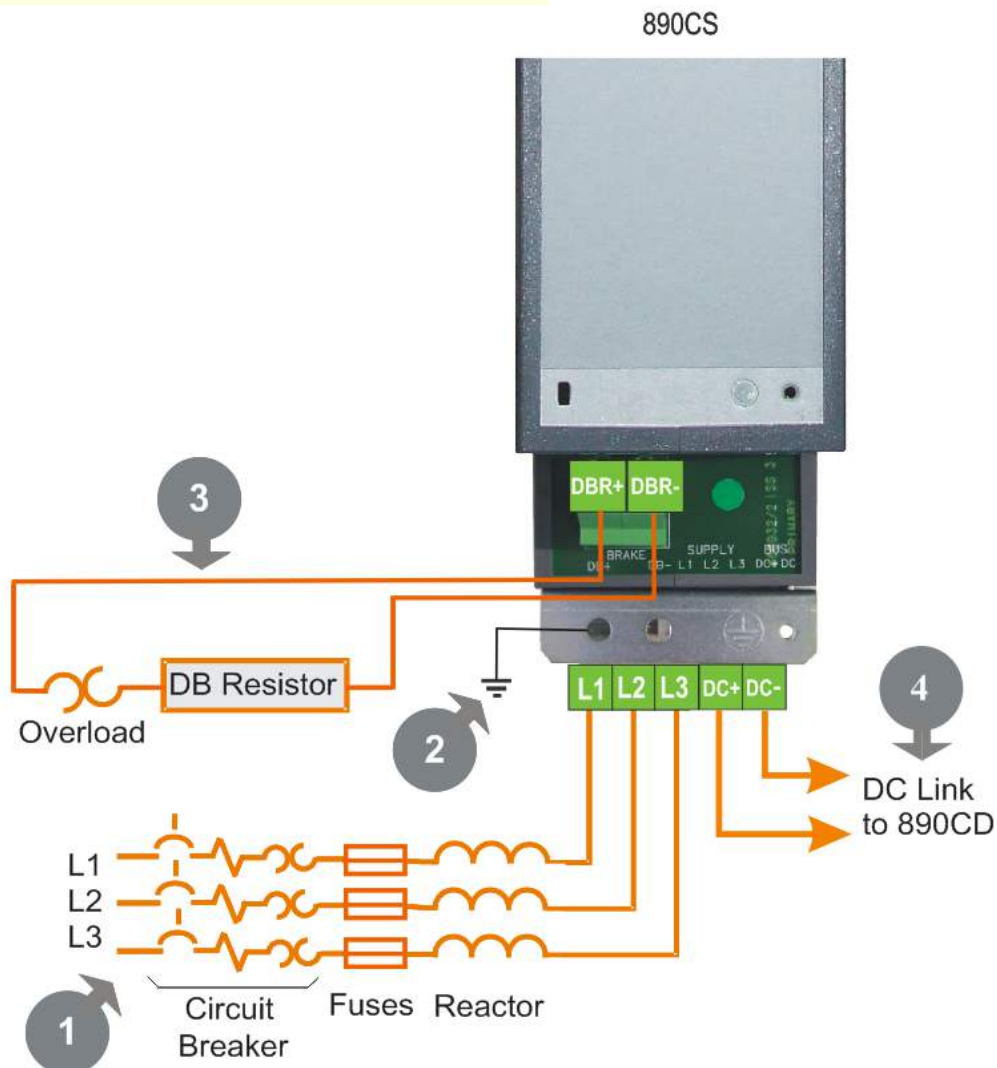 890CS
3
DBR+ DBR-
BRAKE SUPPLY BUS
DB- L1 L2 L3 DC+ DC
PRIMARY
DB Resistor
Overload
2
L1 L2 L3 DC+ DC-
4
DC Link
to 890CD
L1
L2
L3
1
Circuit
Breaker
Fuses Reactor